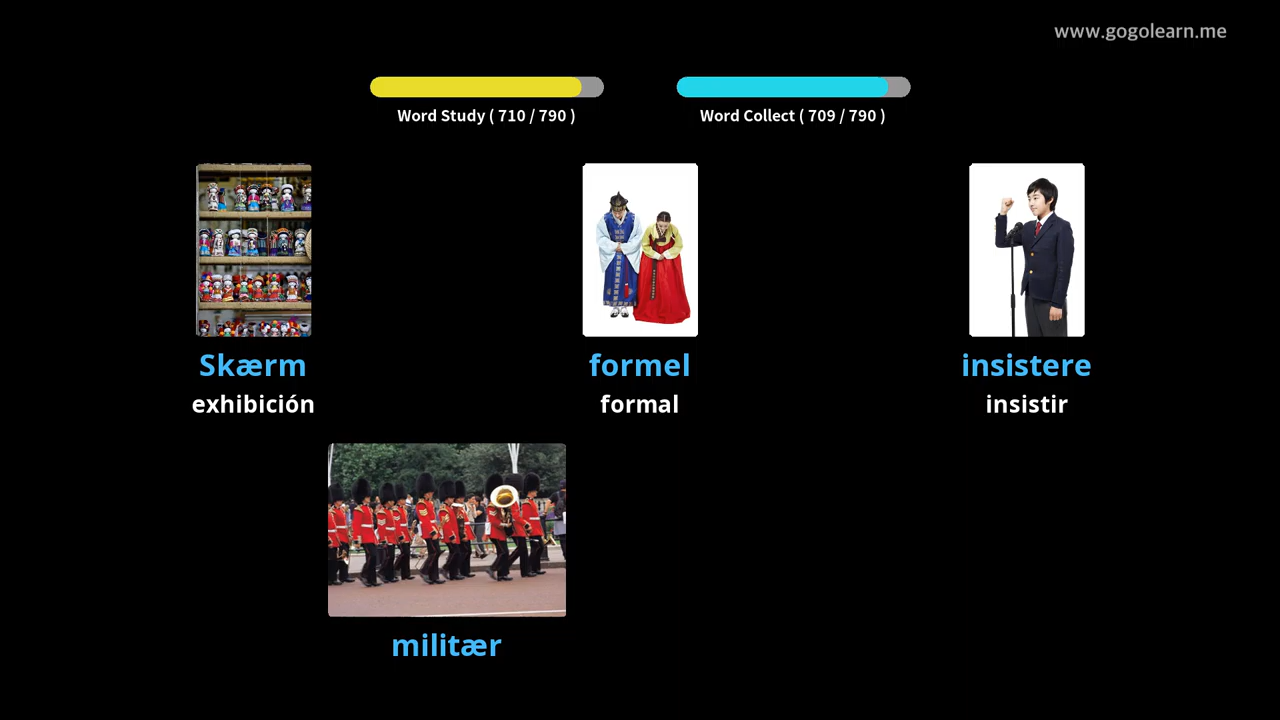 www.gogolearn.me
Word Study ( 710 / 790 )
Word Collect ( 709 / 790 )
Skærm
formel
insistere
exhibición
formal
insistir
militær